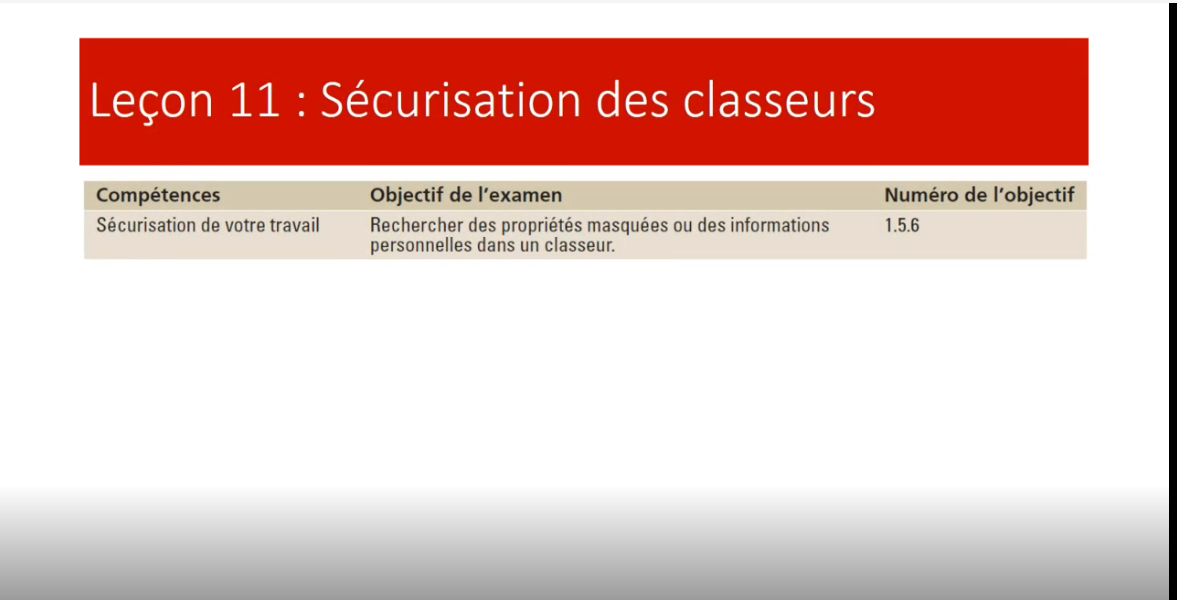 Leçon 11 : Sécurisation des classeurs
Compétences Objectif de l'examen Numéro de l'objectif
Sécurisation de votre travail Rechercher des propriétés masquées ou des informations 1.5.6
personnelles dans un classeur.